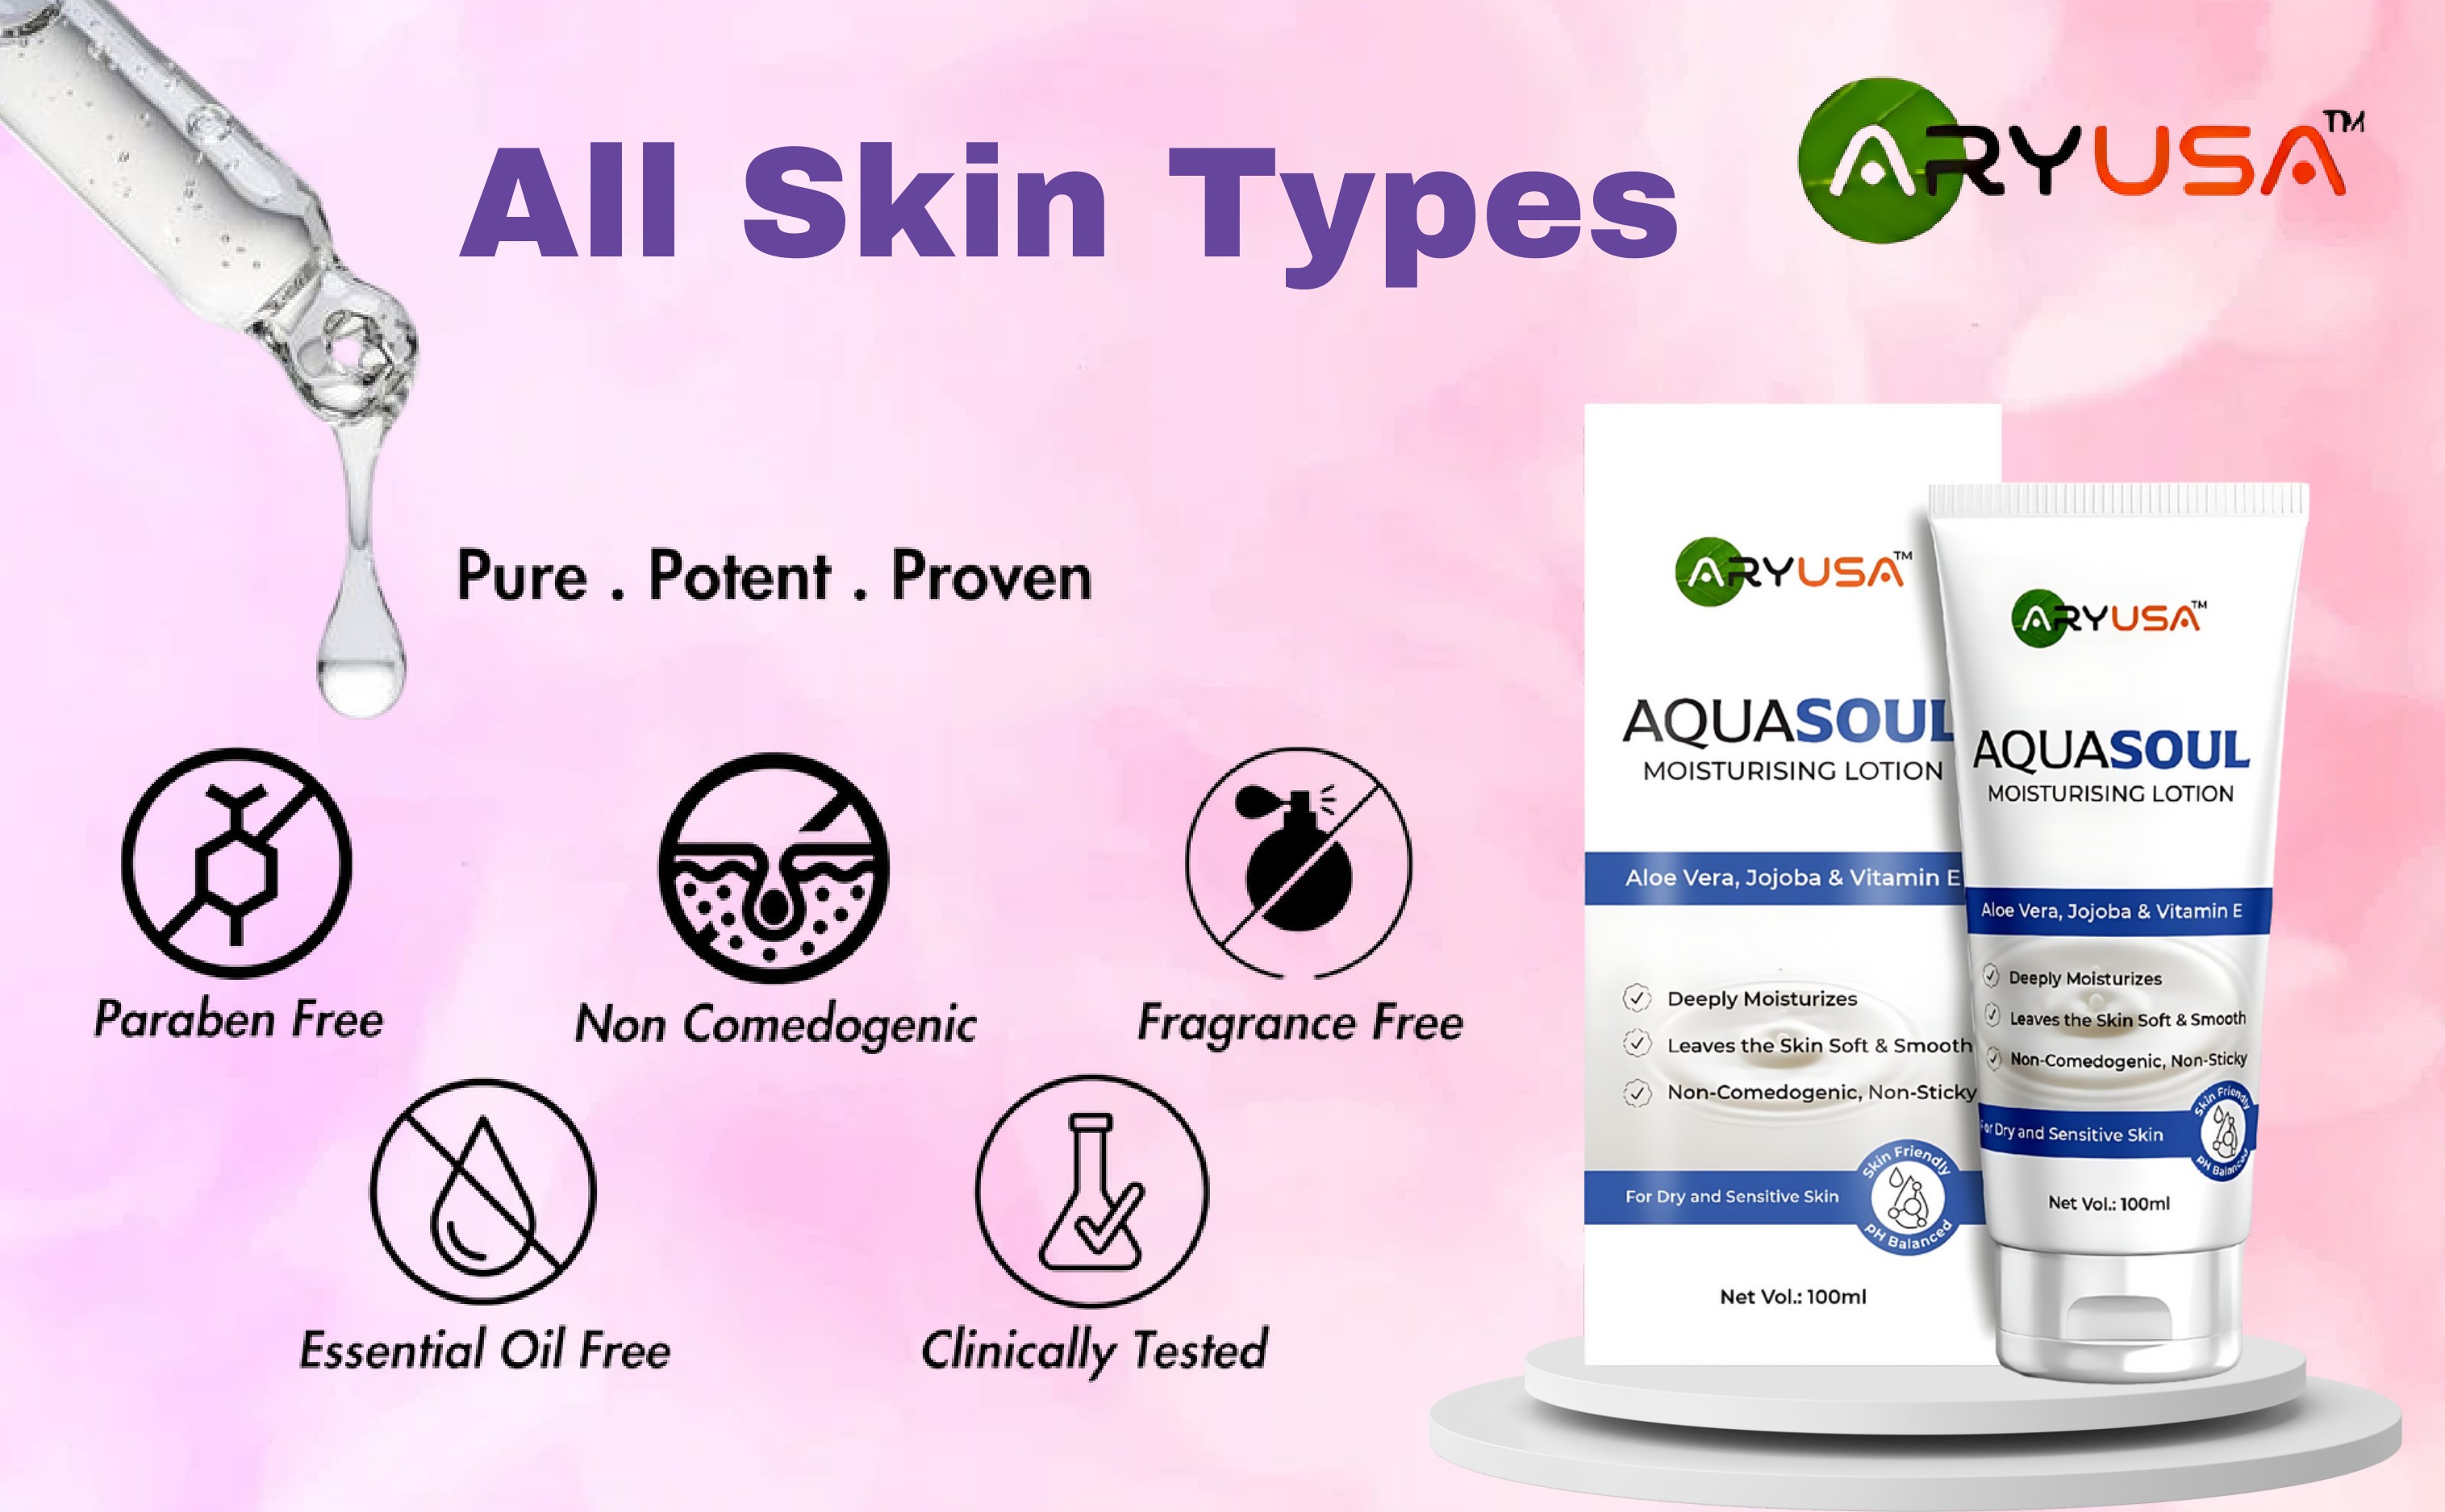 All Skin Types
ARYUSA™
Pure . Potent . Proven
Paraben Free
Non Comedogenic
Fragrance Free
Essential Oil Free
Clinically Tested
ARYUSA™
AQUASOUL
MOISTURISING LOTION
Aloe Vera, Jojoba & Vitamin E
Deeply Moisturizes
Leaves the Skin Soft & Smooth
Non-Comedogenic, Non-Sticky
For Dry and Sensitive Skin
Skin Friendly
pH Balanced
Net Vol.: 100ml
ARYUSA™
AQUASOUL
MOISTURISING LOTION
Aloe Vera, Jojoba & Vitamin E
Deeply Moisturizes
Leaves the Skin Soft & Smooth
Non-Comedogenic, Non-Sticky
For Dry and Sensitive Skin
Skin Friendly
pH Balanced
Net Vol.: 100ml